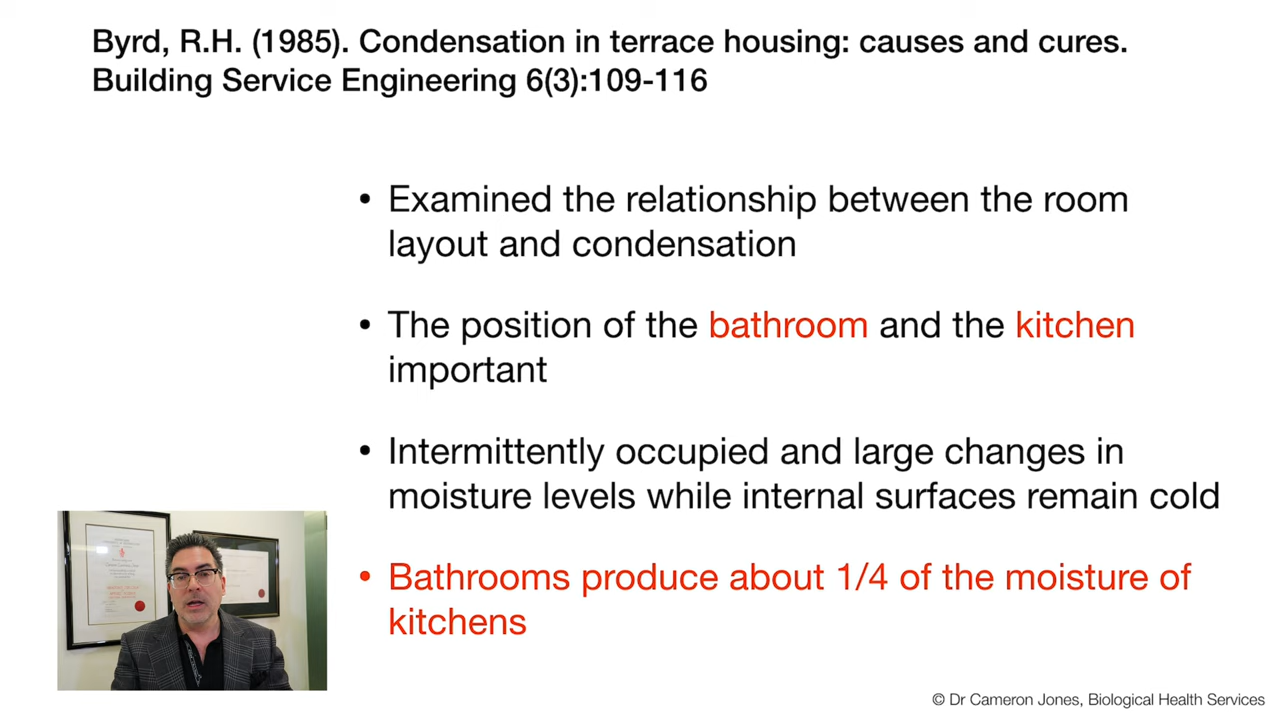 Byrd, R.H. (1985). Condensation in terrace housing: causes and cures.
Building Service Engineering 6(3):109-116
• Examined the relationship between the room
layout and condensation
• The position of the bathroom and the kitchen
important
• Intermittently occupied and large changes in
moisture levels while internal surfaces remain cold
• Bathrooms produce about 1/4 of the moisture of
kitchens
© Dr Cameron Jones, Biological Health Services